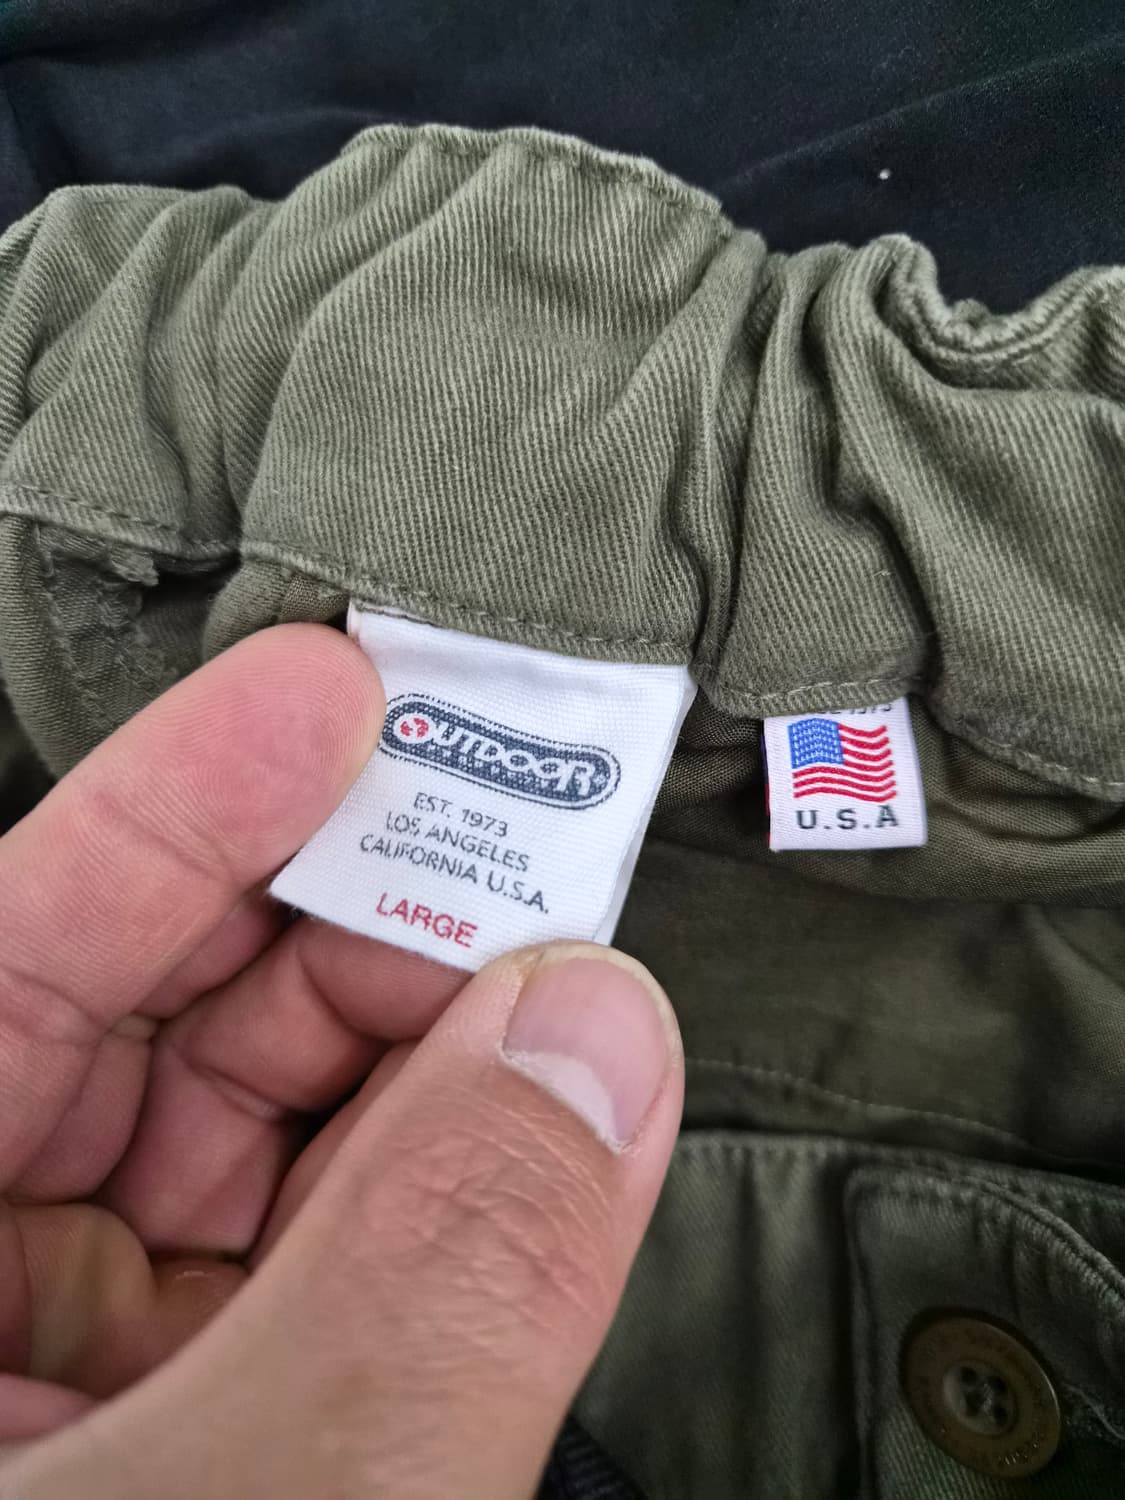 OUTDOOR
EST. 1973
LOS ANGELES
CALIFORNIA U.S.A.
LARGE
U.S.A